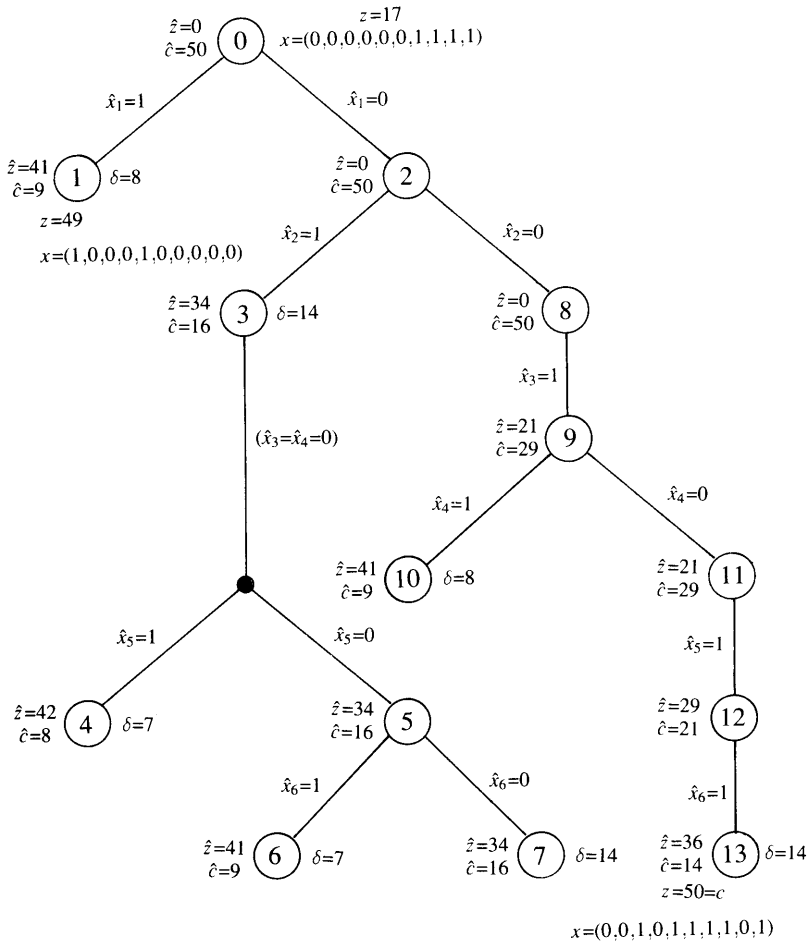 z=17
ẑ=0
ĉ=50
0
x=(0,0,0,0,0,0,1,1,1,1)
x̂₁=1
x̂₁=0
ẑ=41
ĉ=9
1
δ=8
z=49
x=(1,0,0,0,1,0,0,0,0,0)
ẑ=0
ĉ=50
2
x̂₂=1
x̂₂=0
ẑ=34
ĉ=16
3
δ=14
ẑ=0
ĉ=50
8
x̂₃=1
(x̂₃=x̂₄=0)
ẑ=21
ĉ=29
9
x̂₄=1
x̂₄=0
ẑ=41
ĉ=9
10
δ=8
ẑ=21
ĉ=29
11
x̂₅=1
x̂₅=0
x̂₅=1
ẑ=42
ĉ=8
4
δ=7
ẑ=34
ĉ=16
5
ẑ=29
ĉ=21
12
x̂₆=1
x̂₆=0
x̂₆=1
ẑ=41
ĉ=9
6
δ=7
ẑ=34
ĉ=16
7
δ=14
ẑ=36
ĉ=14
13
δ=14
z=50=c
x=(0,0,1,0,1,1,1,1,0,1)